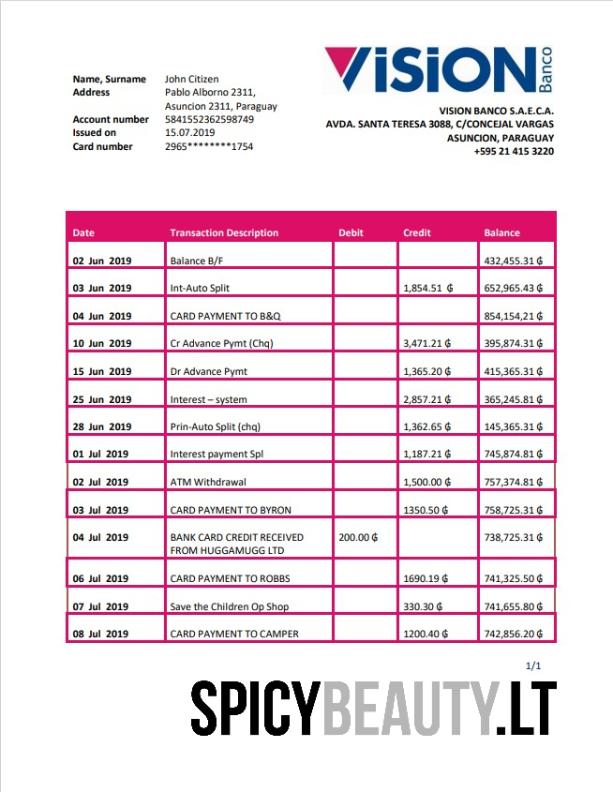 VISION Banco
Name, Surname John Citizen
Address Pablo Alborno 2311,
Asuncion 2311, Paraguay
Account number 5841552362598749
Issued on 15.07.2019
Card number 2965********1754
VISION BANCO S.A.E.C.A.
AVDA. SANTA TERESA 3088, C/CONCEJAL VARGAS
ASUNCION, PARAGUAY
+595 21 415 3220
Date Transaction Description Debit Credit Balance
02 Jun 2019 Balance B/F 432,455.31 ₲
03 Jun 2019 Int-Auto Split 1,854.51 ₲ 652,965.43 ₲
04 Jun 2019 CARD PAYMENT TO B&Q 854,154,21 ₲
10 Jun 2019 Cr Advance Pymt (Chq) 3,471.21 ₲ 395,874.31 ₲
15 Jun 2019 Dr Advance Pymt 1,365.20 ₲ 415,365.31 ₲
25 Jun 2019 Interest – system 2,857.21 ₲ 365,245.81 ₲
28 Jun 2019 Prin-Auto Split (chq) 1,362.65 ₲ 145,365.31 ₲
01 Jul 2019 Interest payment Spl 1,187.21 ₲ 745,874.81 ₲
02 Jul 2019 ATM Withdrawal 1,500.00 ₲ 757,374.81 ₲
03 Jul 2019 CARD PAYMENT TO BYRON 1350.50 ₲ 758,725.31 ₲
04 Jul 2019 BANK CARD CREDIT RECEIVED 200.00 ₲ 738,725.31 ₲
FROM HUGGAMUGG LTD
06 Jul 2019 CARD PAYMENT TO ROBBS 1690.19 ₲ 741,325.50 ₲
07 Jul 2019 Save the Children Op Shop 330.30 ₲ 741,655.80 ₲
08 Jul 2019 CARD PAYMENT TO CAMPER 1200.40 ₲ 742,856.20 ₲
1/1
SPICYBEAUTY.LT